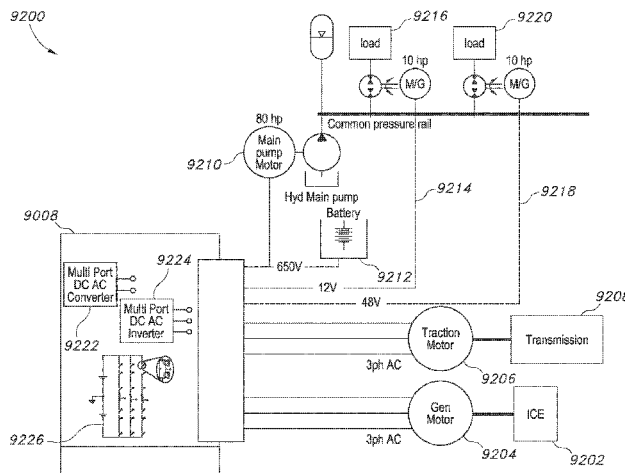 9200
9216
9220
load
load
10 hp
10 hp
M/G
M/G
Common pressure rail
80 hp
Main
pump
Motor
9210
Hyd Main pump
9214
9218
Battery
9212
9008
650V
12V
48V
9224
Multi Port
DC AC
Converter
9222
Multi Port
DC AC
Inverter
9226
Traction
Motor
9206
3ph AC
Transmission
9208
Gen
Motor
9204
3ph AC
ICE
9202